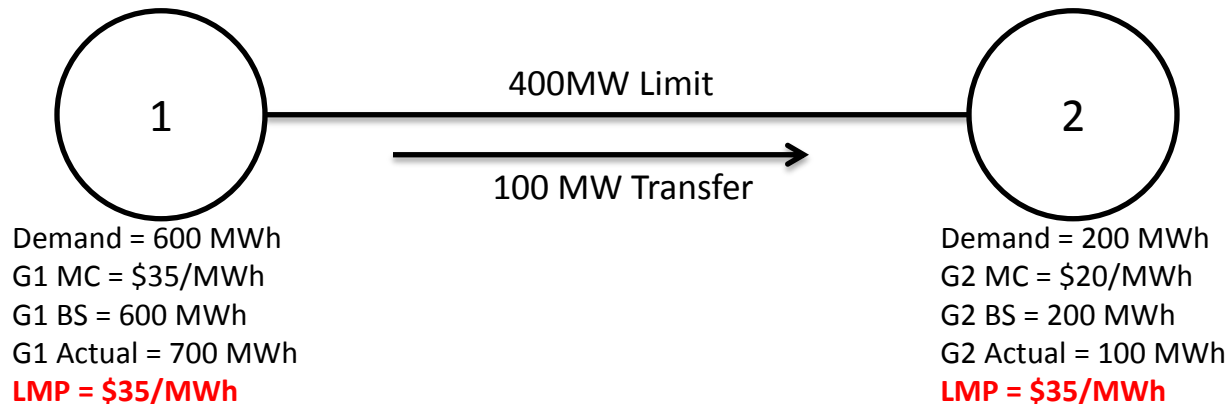 1
400MW Limit
2
100 MW Transfer
Demand = 600 MWh
G1 MC = $35/MWh
G1 BS = 600 MWh
G1 Actual = 700 MWh
LMP = $35/MWh
Demand = 200 MWh
G2 MC = $20/MWh
G2 BS = 200 MWh
G2 Actual = 100 MWh
LMP = $35/MWh